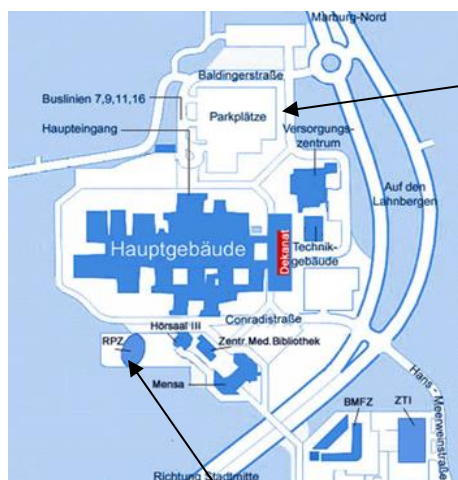 Marburg-Nord
Baldingerstraße
Buslinien 7,9,11,16
Parkplätze
Haupteingang
Versorgungs-
zentrum
Auf den
Lahnbergen
Hauptgebäude
Dekanat
Technik-
gebäude
Conradistraße
Hörsaal III
RPZ
Zentr.Med.Bibliothek
Mensa
Hans-
Meerweinstraße
BMFZ
ZTI
Richtung Stadtmitte